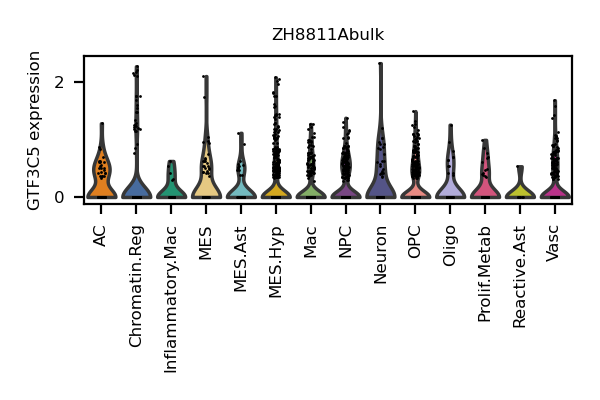 ZH8811Abulk
GTF3C5 expression
2
0
AC
Chromatin.Reg
Inflammatory.Mac
MES
MES.Ast
MES.Hyp
Mac
NPC
Neuron
OPC
Oligo
Prolif.Metab
Reactive.Ast
Vasc